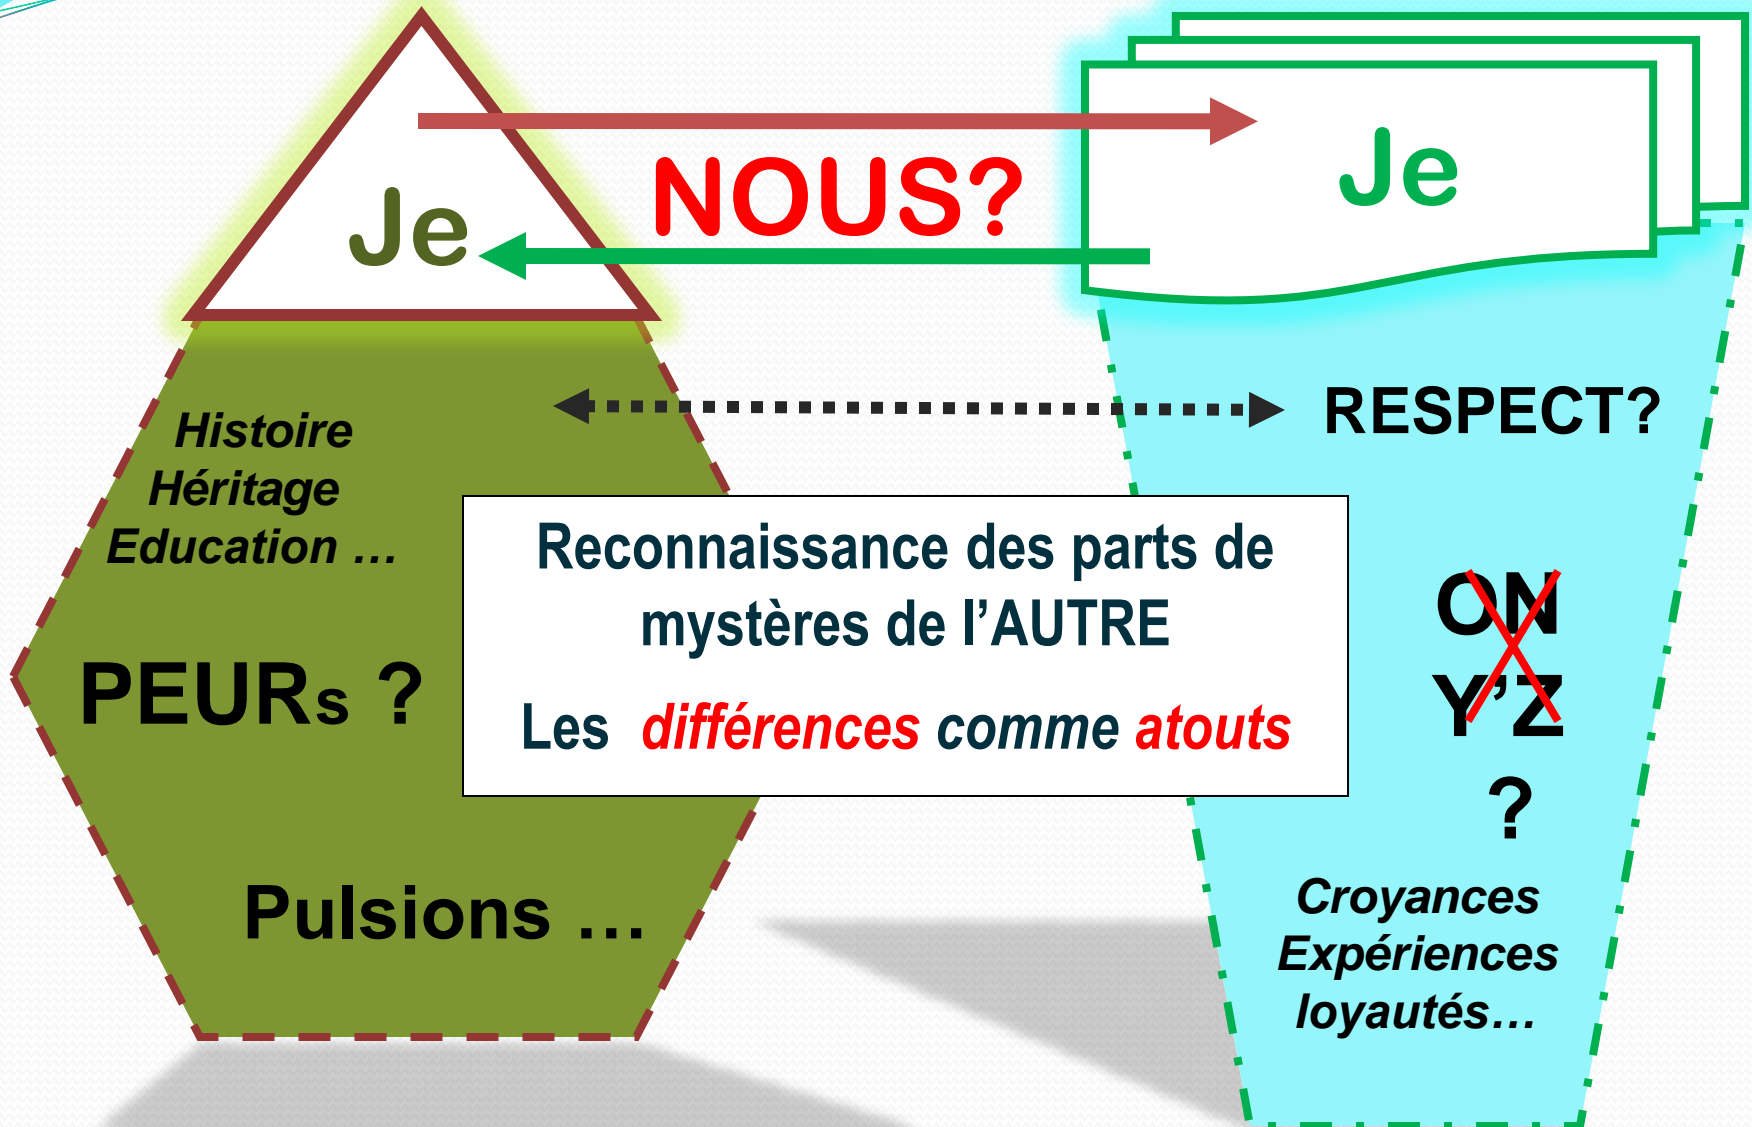 Je
NOUS?
Je
Histoire
Héritage
Education …
PEURs ?
Pulsions …
Reconnaissance des parts de
mystères de l’AUTRE
Les différences comme atouts
RESPECT?
ON
Y’Z
?
Croyances
Expériences
loyautés…